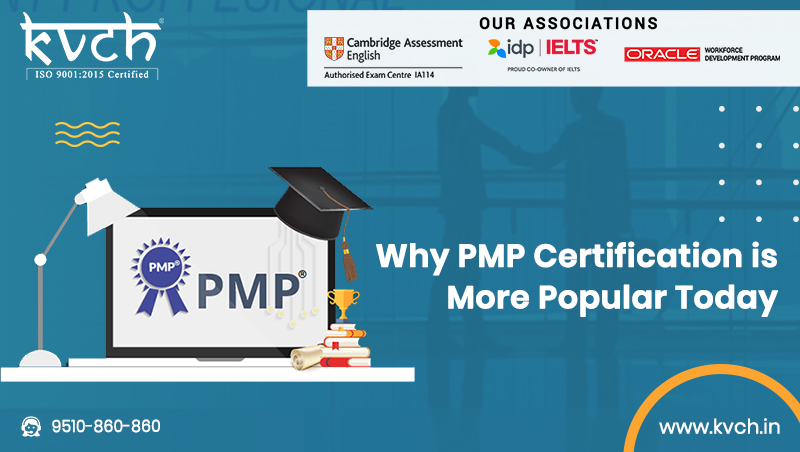 kvch®
ISO 9001:2015 Certified
OUR ASSOCIATIONS
Cambridge Assessment
English
Authorised Exam Centre IA114
idp | IELTS™
PROUD CO-OWNER OF IELTS
ORACLE®
WORKFORCE
DEVELOPMENT PROGRAM
PMP®
PMP®
Why PMP Certification is
More Popular Today
9510-860-860
www.kvch.in